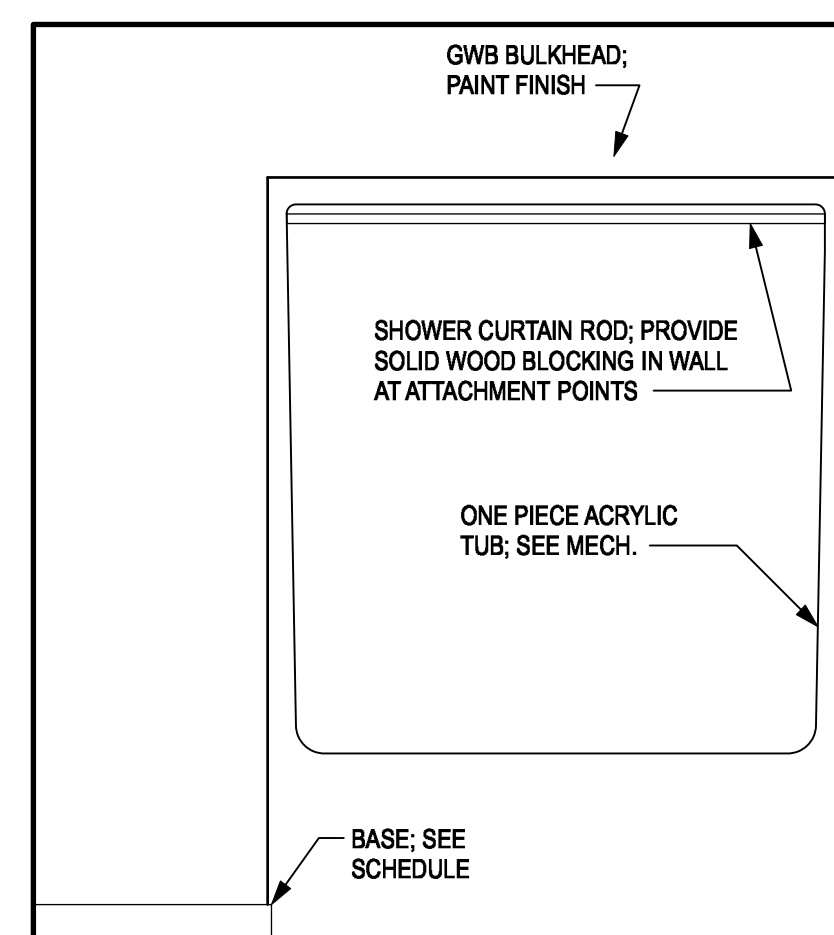 GWB BULKHEAD;
PAINT FINISH
SHOWER CURTAIN ROD; PROVIDE
SOLID WOOD BLOCKING IN WALL
AT ATTACHMENT POINTS
ONE PIECE ACRYLIC
TUB; SEE MECH.
BASE; SEE
SCHEDULE